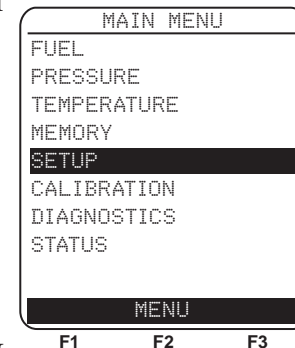 MAIN MENU
FUEL
PRESSURE
TEMPERATURE
MEMORY
SETUP
CALIBRATION
DIAGNOSTICS
STATUS
MENU
F1 F2 F3